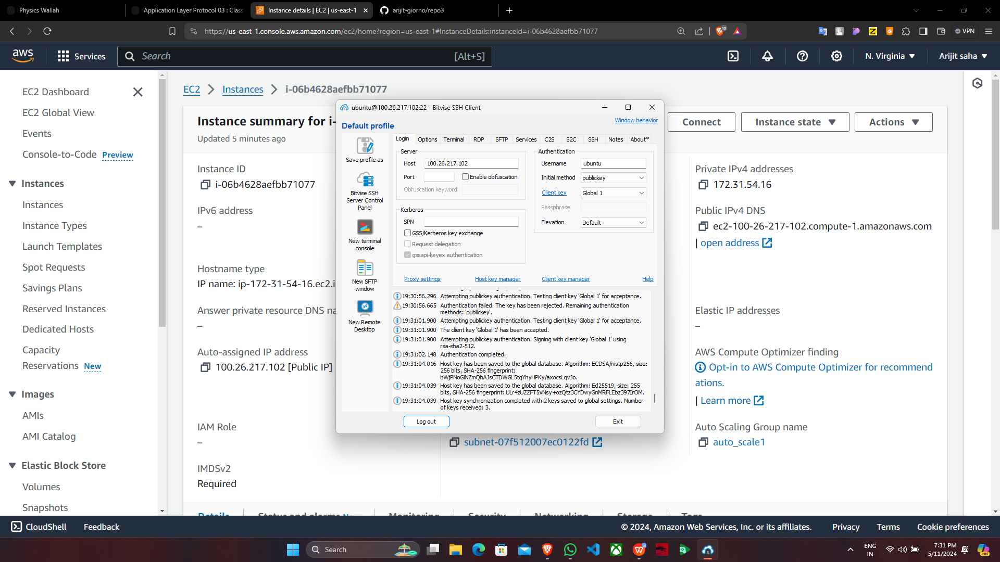 Physics Wallah
Application Layer Protocol 03 : Class
Instance details | EC2 | us-east-1
arijit-giorno/repo3
https://us-east-1.console.aws.amazon.com/ec2/home?region=us-east-1#InstanceDetails:instanceId=i-06b4628aefbb71077
10
VPN
aws
Services
Search
[Alt+S]
N. Virginia
Arijit saha
EC2 Dashboard
EC2 Global View
Events
Console-to-Code Preview
Instances
Instances
Instance Types
Launch Templates
Spot Requests
Savings Plans
Reserved Instances
Dedicated Hosts
Capacity
Reservations New
Images
AMIs
AMI Catalog
Elastic Block Store
Volumes
Snapshots
EC2
Instances
i-06b4628aefbb71077
Instance summary for i-
Updated 5 minutes ago
Connect
Instance state
Actions
Instance ID
i-06b4628aefbb71077
IPv6 address
–
Hostname type
IP name: ip-172-31-54-16.ec2.i
Answer private resource DNS na
–
Auto-assigned IP address
100.26.217.102 [Public IP]
IAM Role
–
IMDSv2
Required
subnet-07f512007ec0122fd
Private IPv4 addresses
172.31.54.16
Public IPv4 DNS
ec2-100-26-217-102.compute-1.amazonaws.com
| open address
Elastic IP addresses
–
AWS Compute Optimizer finding
Opt-in to AWS Compute Optimizer for recommend
ations.
| Learn more
Auto Scaling Group name
auto_scale1
Details
Status and alarms New
Monitoring
Security
Networking
Storage
Tags
ubuntu@100.26.217.102:22 - Bitvise SSH Client
Default profile
Window behavior
Save profile as
Bitvise SSH
Server Control
Panel
New terminal
console
New SFTP
window
New Remote
Desktop
Login
Options
Terminal
RDP
SFTP
Services
C2S
S2C
SSH
Notes
About*
Server
Host
100.26.217.102
Port
Enable obfuscation
Obfuscation keyword
Kerberos
SPN
GSS/Kerberos key exchange
Request delegation
gssapi-keyex authentication
Authentication
Username
ubuntu
Initial method
publickey
Client key
Global 1
Passphrase
Elevation
Default
Proxy settings
Host key manager
Client key manager
Help
19:30:56.296 Attempting publickey authentication. Testing client key 'Global 1' for acceptance.
19:30:56.665 Authentication failed. The key has been rejected. Remaining authentication
methods: 'publickey'.
19:31:01.900 Attempting publickey authentication. Testing client key 'Global 1' for acceptance.
19:31:01.900 The client key 'Global 1' has been accepted.
19:31:01.900 Attempting publickey authentication. Signing with client key 'Global 1' using
rsa-sha2-512.
19:31:02.148 Authentication completed.
19:31:04.016 Host key has been saved to the global database. Algorithm: ECDSA/nistp256, size:
256 bits, SHA-256 fingerprint:
bWjPNoGiNZmQhAJsCTDWGL5tqYhyHPKy/axocsLqvJo.
19:31:04.039 Host key has been saved to the global database. Algorithm: Ed25519, size: 255
bits, SHA-256 fingerprint: ULr4zUZZFT5xNsy+ozQtz3CYDwyGnMRFLEbz397IrOM.
19:31:04.039 Host key synchronization completed with 2 keys saved to global settings. Number
of keys received: 3.
Log out
Exit
CloudShell
Feedback
© 2024, Amazon Web Services, Inc. or its affiliates.
Privacy
Terms
Cookie preferences
Search
ENG
IN
7:31 PM
5/11/2024